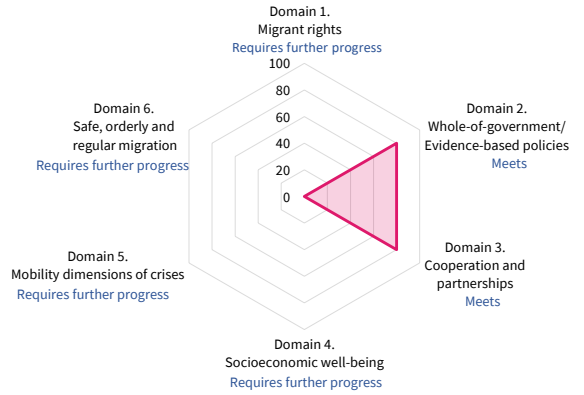 Domain 1.
Migrant rights
Requires further progress
100
80
60
40
20
0
Domain 2.
Whole-of-government/
Evidence-based policies
Meets
Domain 3.
Cooperation and
partnerships
Meets
Domain 4.
Socioeconomic well-being
Requires further progress
Domain 5.
Mobility dimensions of crises
Requires further progress
Domain 6.
Safe, orderly and
regular migration
Requires further progress